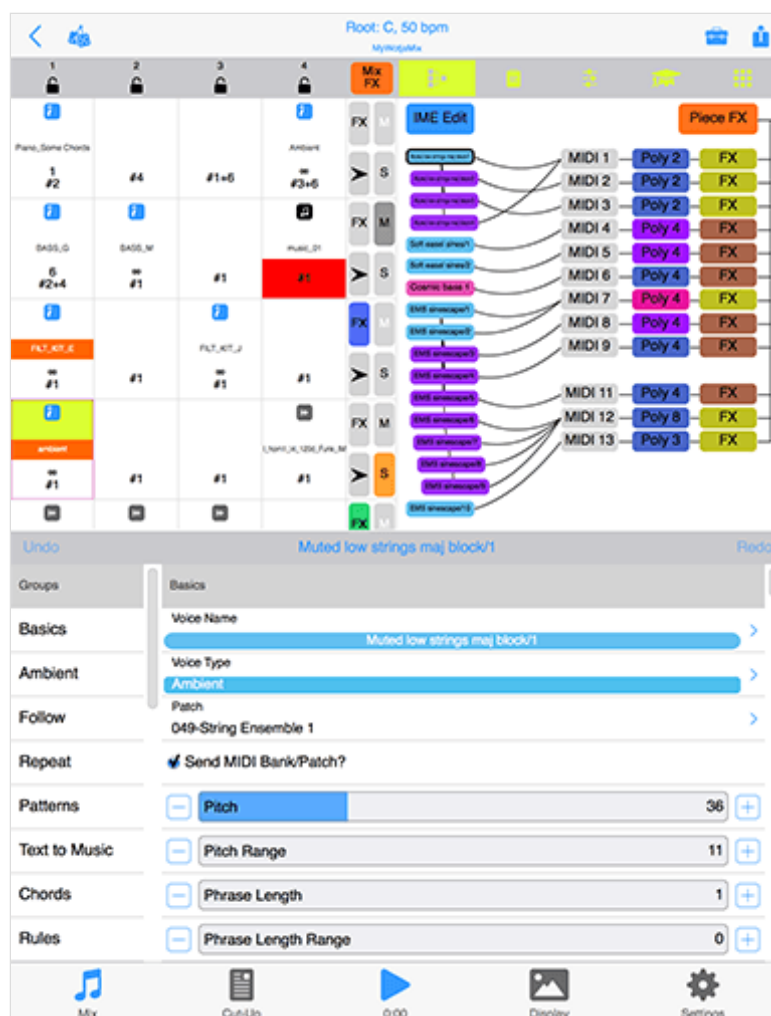 Root: C, 50 bpm
MyWotjaMix
1 2 3 4 Mix FX
IME Edit Piece FX
Piano_Some Chords Ambient FX M
1 #2 #4 #1+6 ∞ #3+6 S
BASS_G BASS_M music_01 FX M
6 #2+4 ∞ #1 #1 #1 S
FILT_KIT_E FILT_KIT_J FX M
∞ #1 #1 ∞ #1 #1 S
ambient FX M
∞ #1 #1 #1 #1 S
FX M
Soft easel sines/1
Soft easel sines/2
Cosmic bass 1
EMS sinescape/1
EMS sinescape/2
EMS sinescape/3
EMS sinescape/4
EMS sinescape/5
EMS sinescape/6
EMS sinescape/7
EMS sinescape/8
EMS sinescape/9
EMS sinescape/10
MIDI 1 Poly 2 FX
MIDI 2 Poly 2 FX
MIDI 3 Poly 2 FX
MIDI 4 Poly 4 FX
MIDI 5 Poly 4 FX
MIDI 6 Poly 4 FX
MIDI 7 Poly 4 FX
MIDI 8 Poly 4 FX
MIDI 9 Poly 4 FX
MIDI 11 Poly 4 FX
MIDI 12 Poly 8 FX
MIDI 13 Poly 3 FX
Undo Muted low strings maj block/1 Redo
Groups Basics
Basics
Voice Name
Muted low strings maj block/1
Ambient
Voice Type
Ambient
Follow
Patch
049-String Ensemble 1
Repeat Send MIDI Bank/Patch?
Patterns Pitch 36
Text to Music Pitch Range 11
Chords Phrase Length 1
Rules Phrase Length Range 0
Mix Cut-Up 0:00 Display Settings